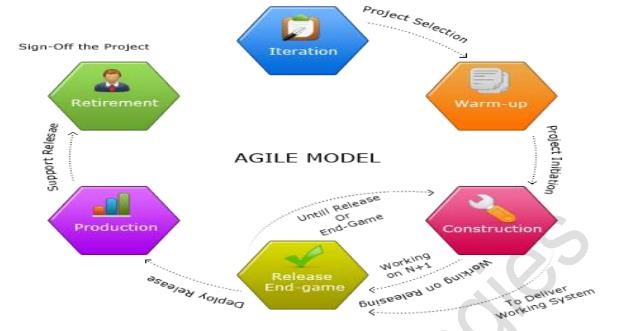 Project Selection
Iteration
Sign-Off the Project
Retirement
Warm-up
Support Relesae
AGILE MODEL
Project Initiation
Production
Untill Release
Or
End-Game
Construction
Working
on N+1
Working on Releasing
Release
End-game
Deploy Release
To Deliver
Working System